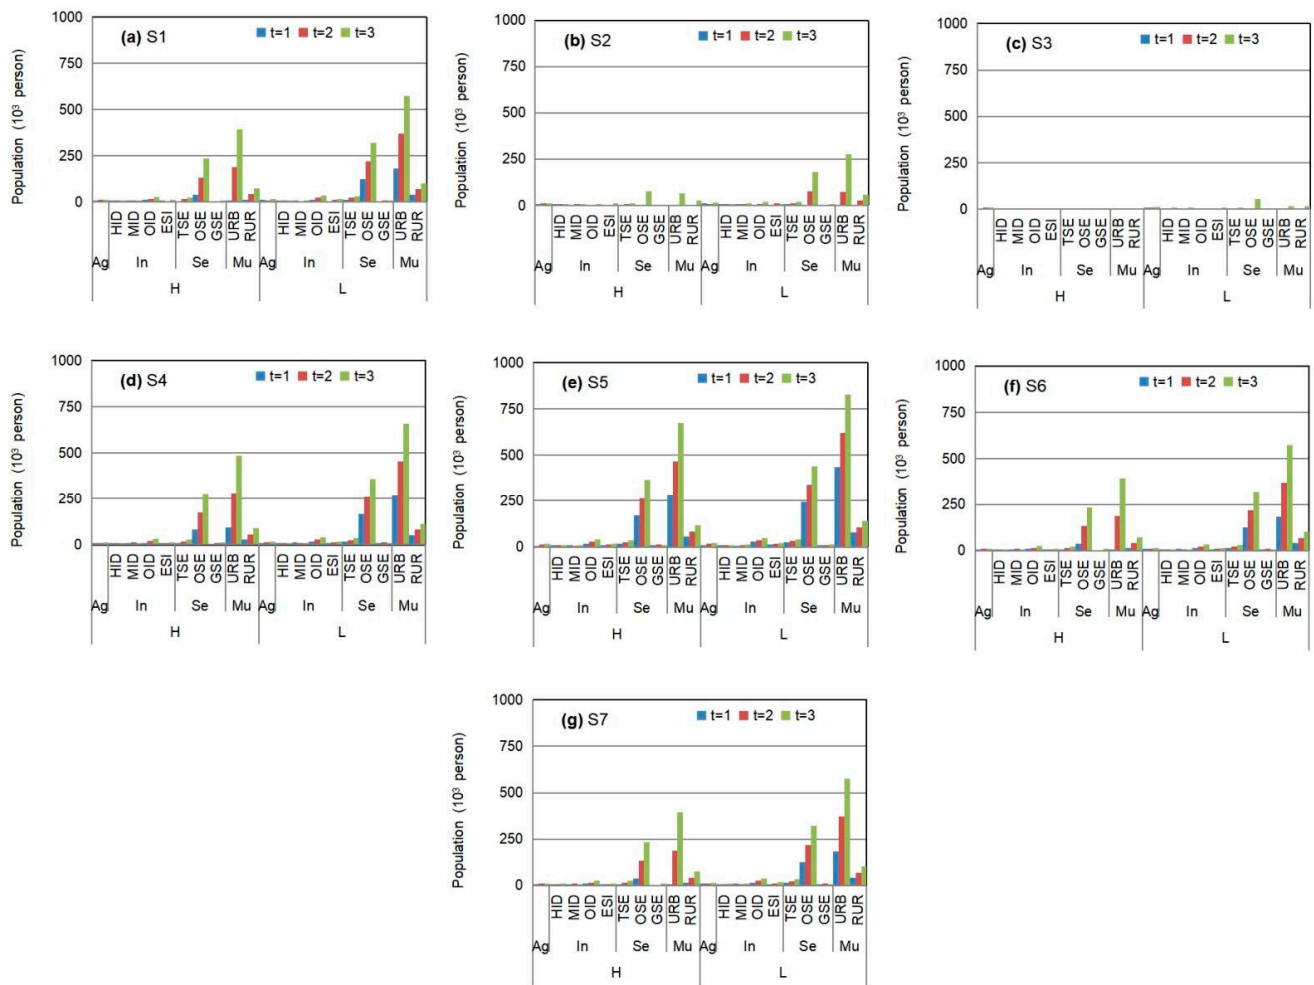 1000
750
500
250
0
Population (10³ person)
(a) S1
t=1 t=2 t=3
Ag HID MID OID ESI TSE OSE GSE URB RUR Ag HID MID OID ESI TSE OSE GSE URB RUR
In Se Mu In Se Mu
H L
1000
750
500
250
0
Population (10³ person)
(b) S2
t=1 t=2 t=3
Ag HID MID OID ESI TSE OSE GSE URB RUR Ag HID MID OID ESI TSE OSE GSE URB RUR
In Se Mu In Se Mu
H L
1000
750
500
250
0
Population (10³ person)
(c) S3
t=1 t=2 t=3
Ag HID MID OID ESI TSE OSE GSE URB RUR Ag HID MID OID ESI TSE OSE GSE URB RUR
In Se Mu In Se Mu
H L
1000
750
500
250
0
Population (10³ person)
(d) S4
t=1 t=2 t=3
Ag HID MID OID ESI TSE OSE GSE URB RUR Ag HID MID OID ESI TSE OSE GSE URB RUR
In Se Mu In Se Mu
H L
1000
750
500
250
0
Population (10³ person)
(e) S5
t=1 t=2 t=3
Ag HID MID OID ESI TSE OSE GSE URB RUR Ag HID MID OID ESI TSE OSE GSE URB RUR
In Se Mu In Se Mu
H L
1000
750
500
250
0
Population (10³ person)
(f) S6
t=1 t=2 t=3
Ag HID MID OID ESI TSE OSE GSE URB RUR Ag HID MID OID ESI TSE OSE GSE URB RUR
In Se Mu In Se Mu
H L
1000
750
500
250
0
Population (10³ person)
(g) S7
t=1 t=2 t=3
Ag HID MID OID ESI TSE OSE GSE URB RUR Ag HID MID OID ESI TSE OSE GSE URB RUR
In Se Mu In Se Mu
H L